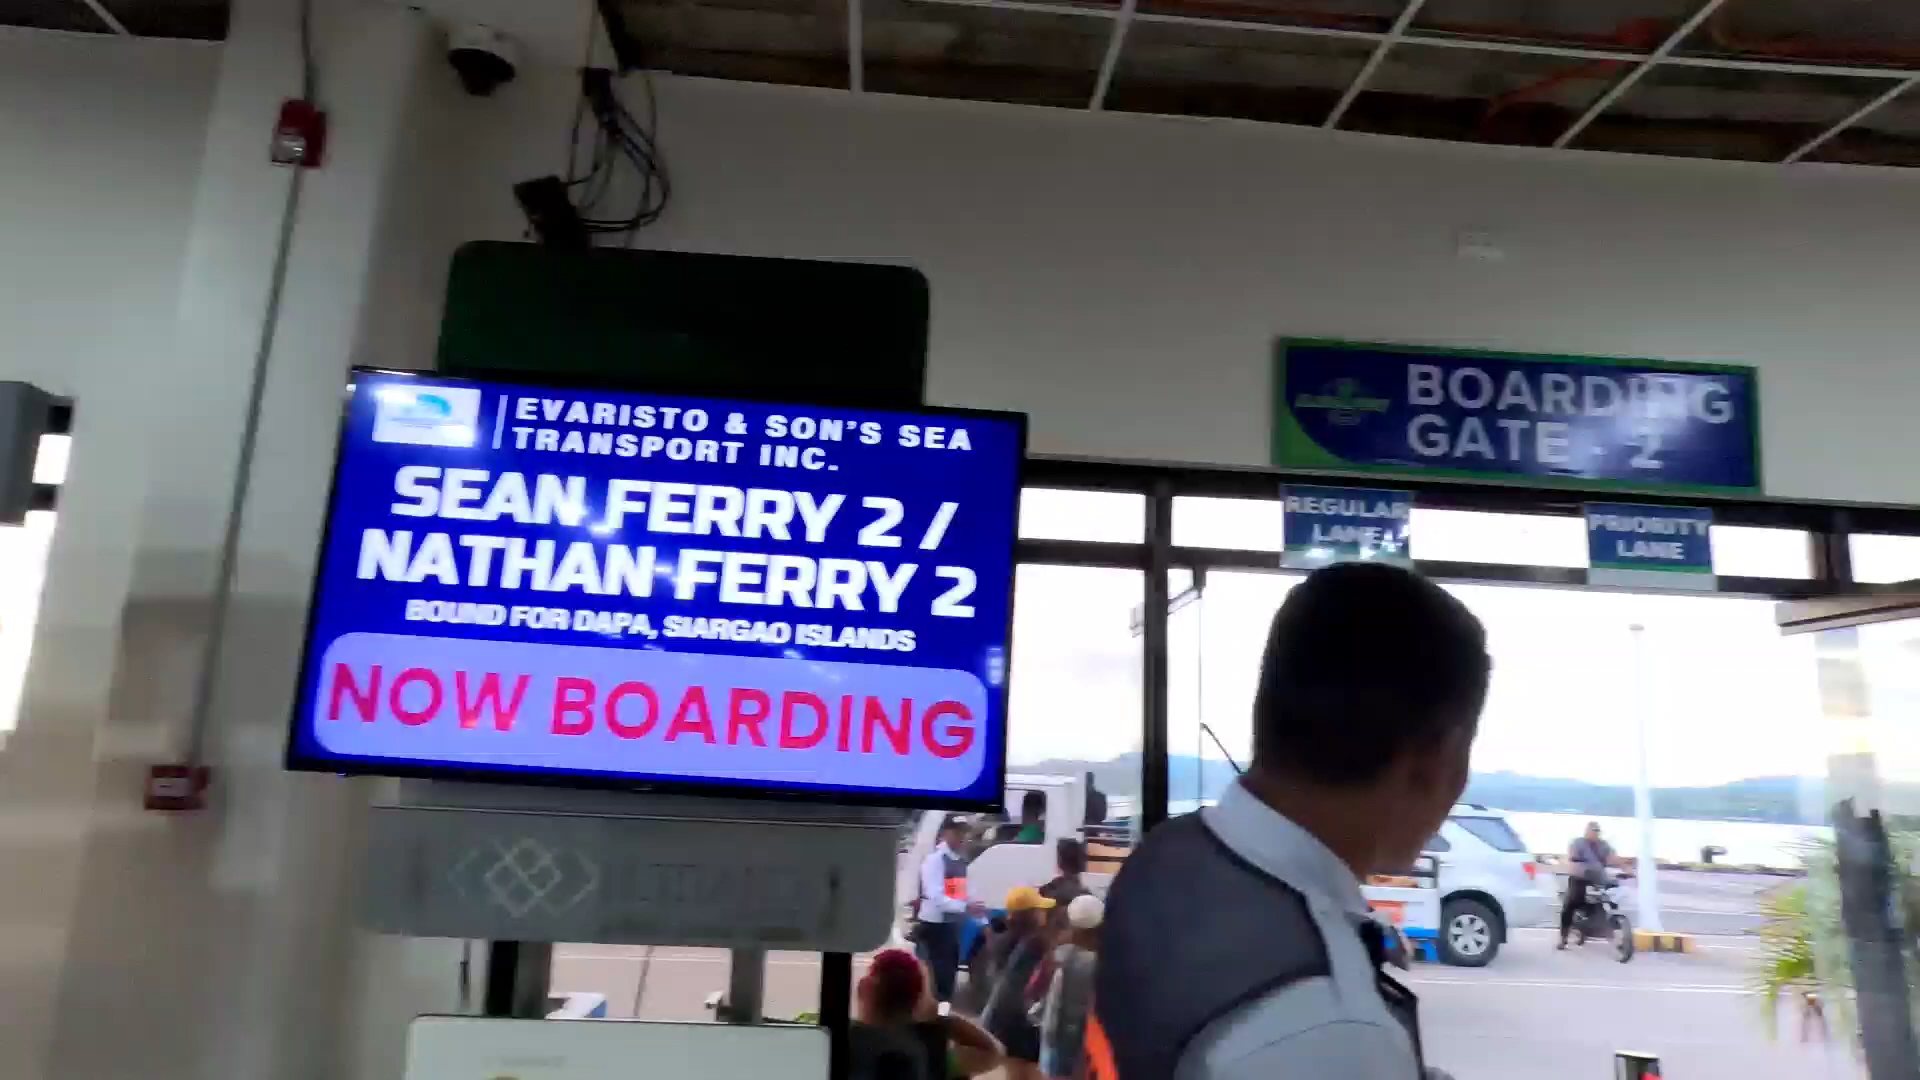 EVARISTO & SON'S SEA
TRANSPORT INC.
SEAN FERRY 2 /
NATHAN FERRY 2
BOUND FOR DAPA, SIARGAO ISLANDS
NOW BOARDING
BOARDING
GATE - 2
REGULAR
LANE
PRIORITY
LANE